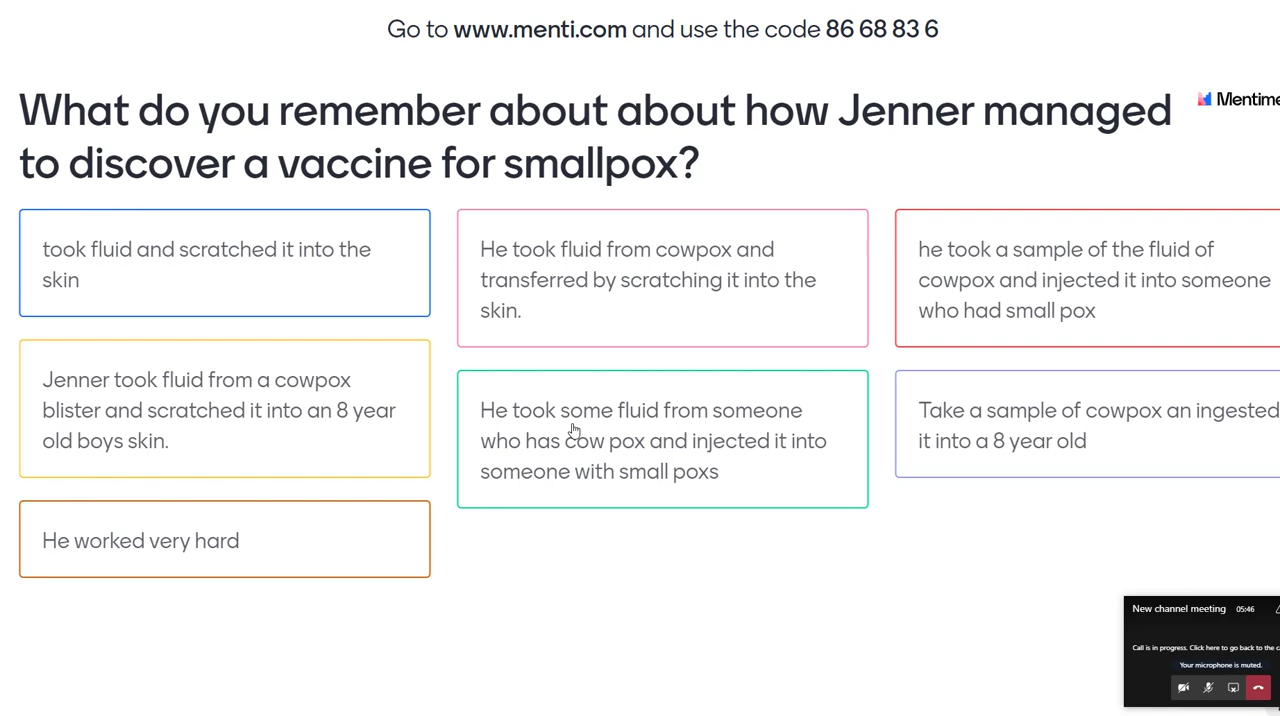 Go to www.menti.com and use the code 86 68 83 6
What do you remember about about how Jenner managed
to discover a vaccine for smallpox?
Mentime
took fluid and scratched it into the
skin
He took fluid from cowpox and
transferred by scratching it into the
skin.
he took a sample of the fluid of
cowpox and injected it into someone
who had small pox
Jenner took fluid from a cowpox
blister and scratched it into an 8 year
old boys skin.
He took some fluid from someone
who has cow pox and injected it into
someone with small poxs
Take a sample of cowpox an ingested
it into a 8 year old
He worked very hard
New channel meeting 05:46
Call is in progress. Click here to go back to the c
Your microphone is muted.